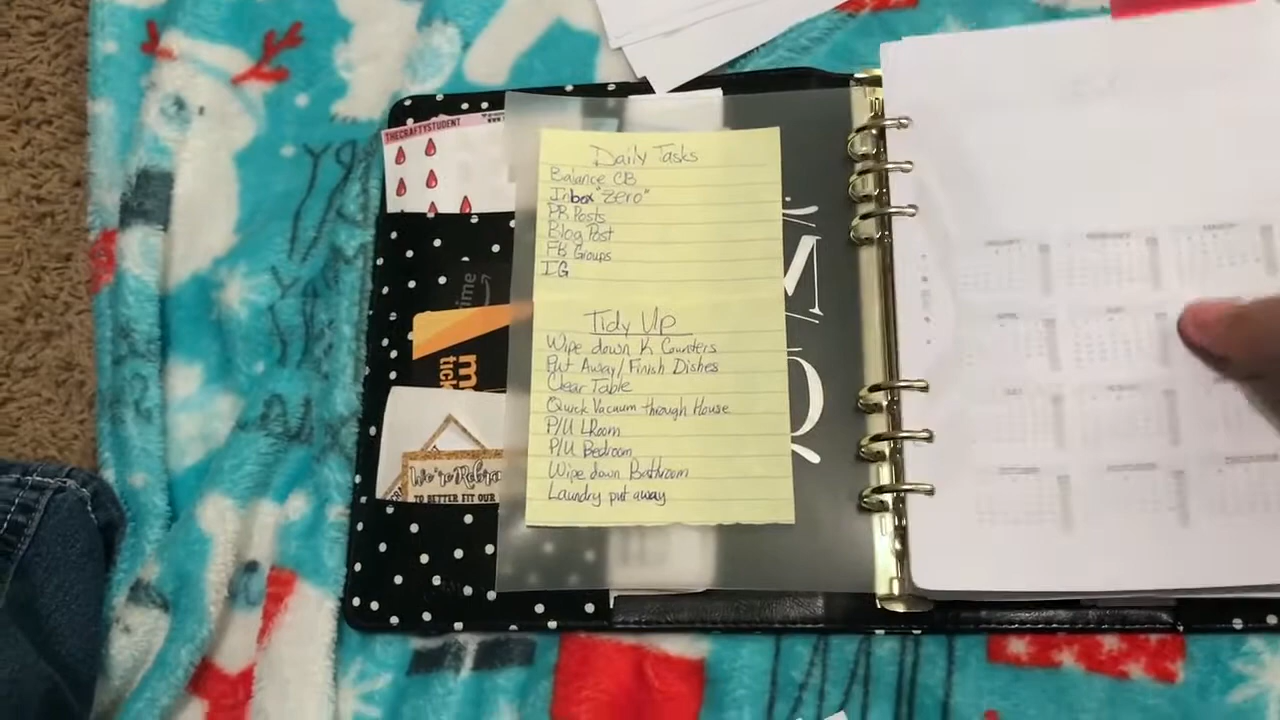 THECRAFTYSTUDENT
Daily Tasks
Balance CB
Inbox "Zero"
PR Posts
Blog Post
Fb Groups
IG
Tidy Up
Wipe down K Counters
Put Away/Finish Dishes
Clear Table
Quick Vacuum through House
P/U LRoom
P/U Bedroom
Wipe down Bathroom
Laundry put away
We're
TO BETTER FIT OUR